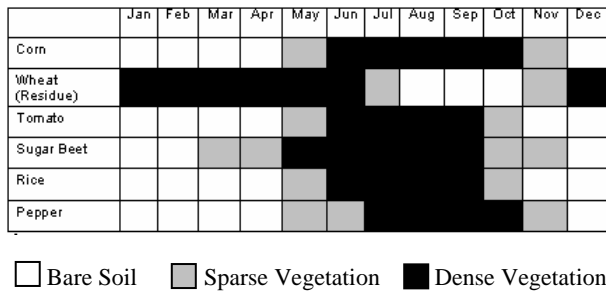 Jan Feb Mar Apr May Jun Jul Aug Sep Oct Nov Dec
Corn
Wheat
(Residue)
Tomato
Sugar Beet
Rice
Pepper
Bare Soil Sparse Vegetation Dense Vegetation